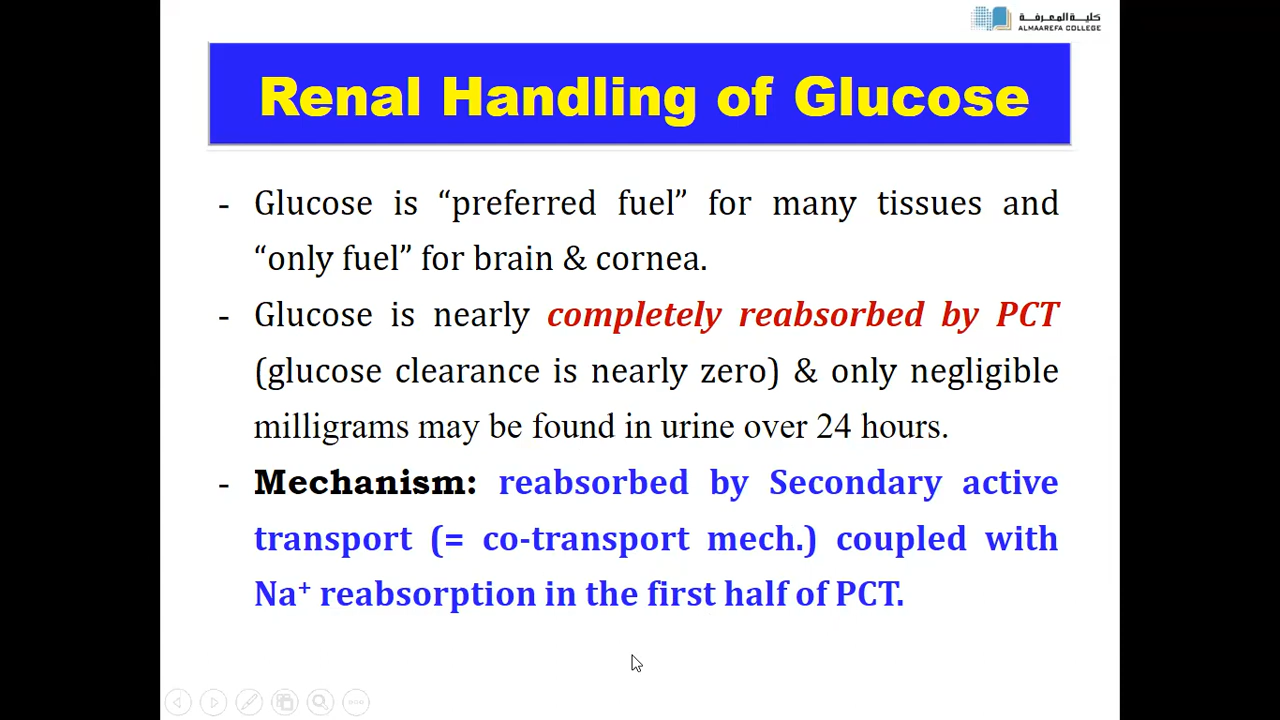 كلية المعرفة
ALMAAREFA COLLEGE
Renal Handling of Glucose
- Glucose is “preferred fuel” for many tissues and
“only fuel” for brain & cornea.
- Glucose is nearly completely reabsorbed by PCT
(glucose clearance is nearly zero) & only negligible
milligrams may be found in urine over 24 hours.
- Mechanism: reabsorbed by Secondary active
transport (= co-transport mech.) coupled with
Na⁺ reabsorption in the first half of PCT.